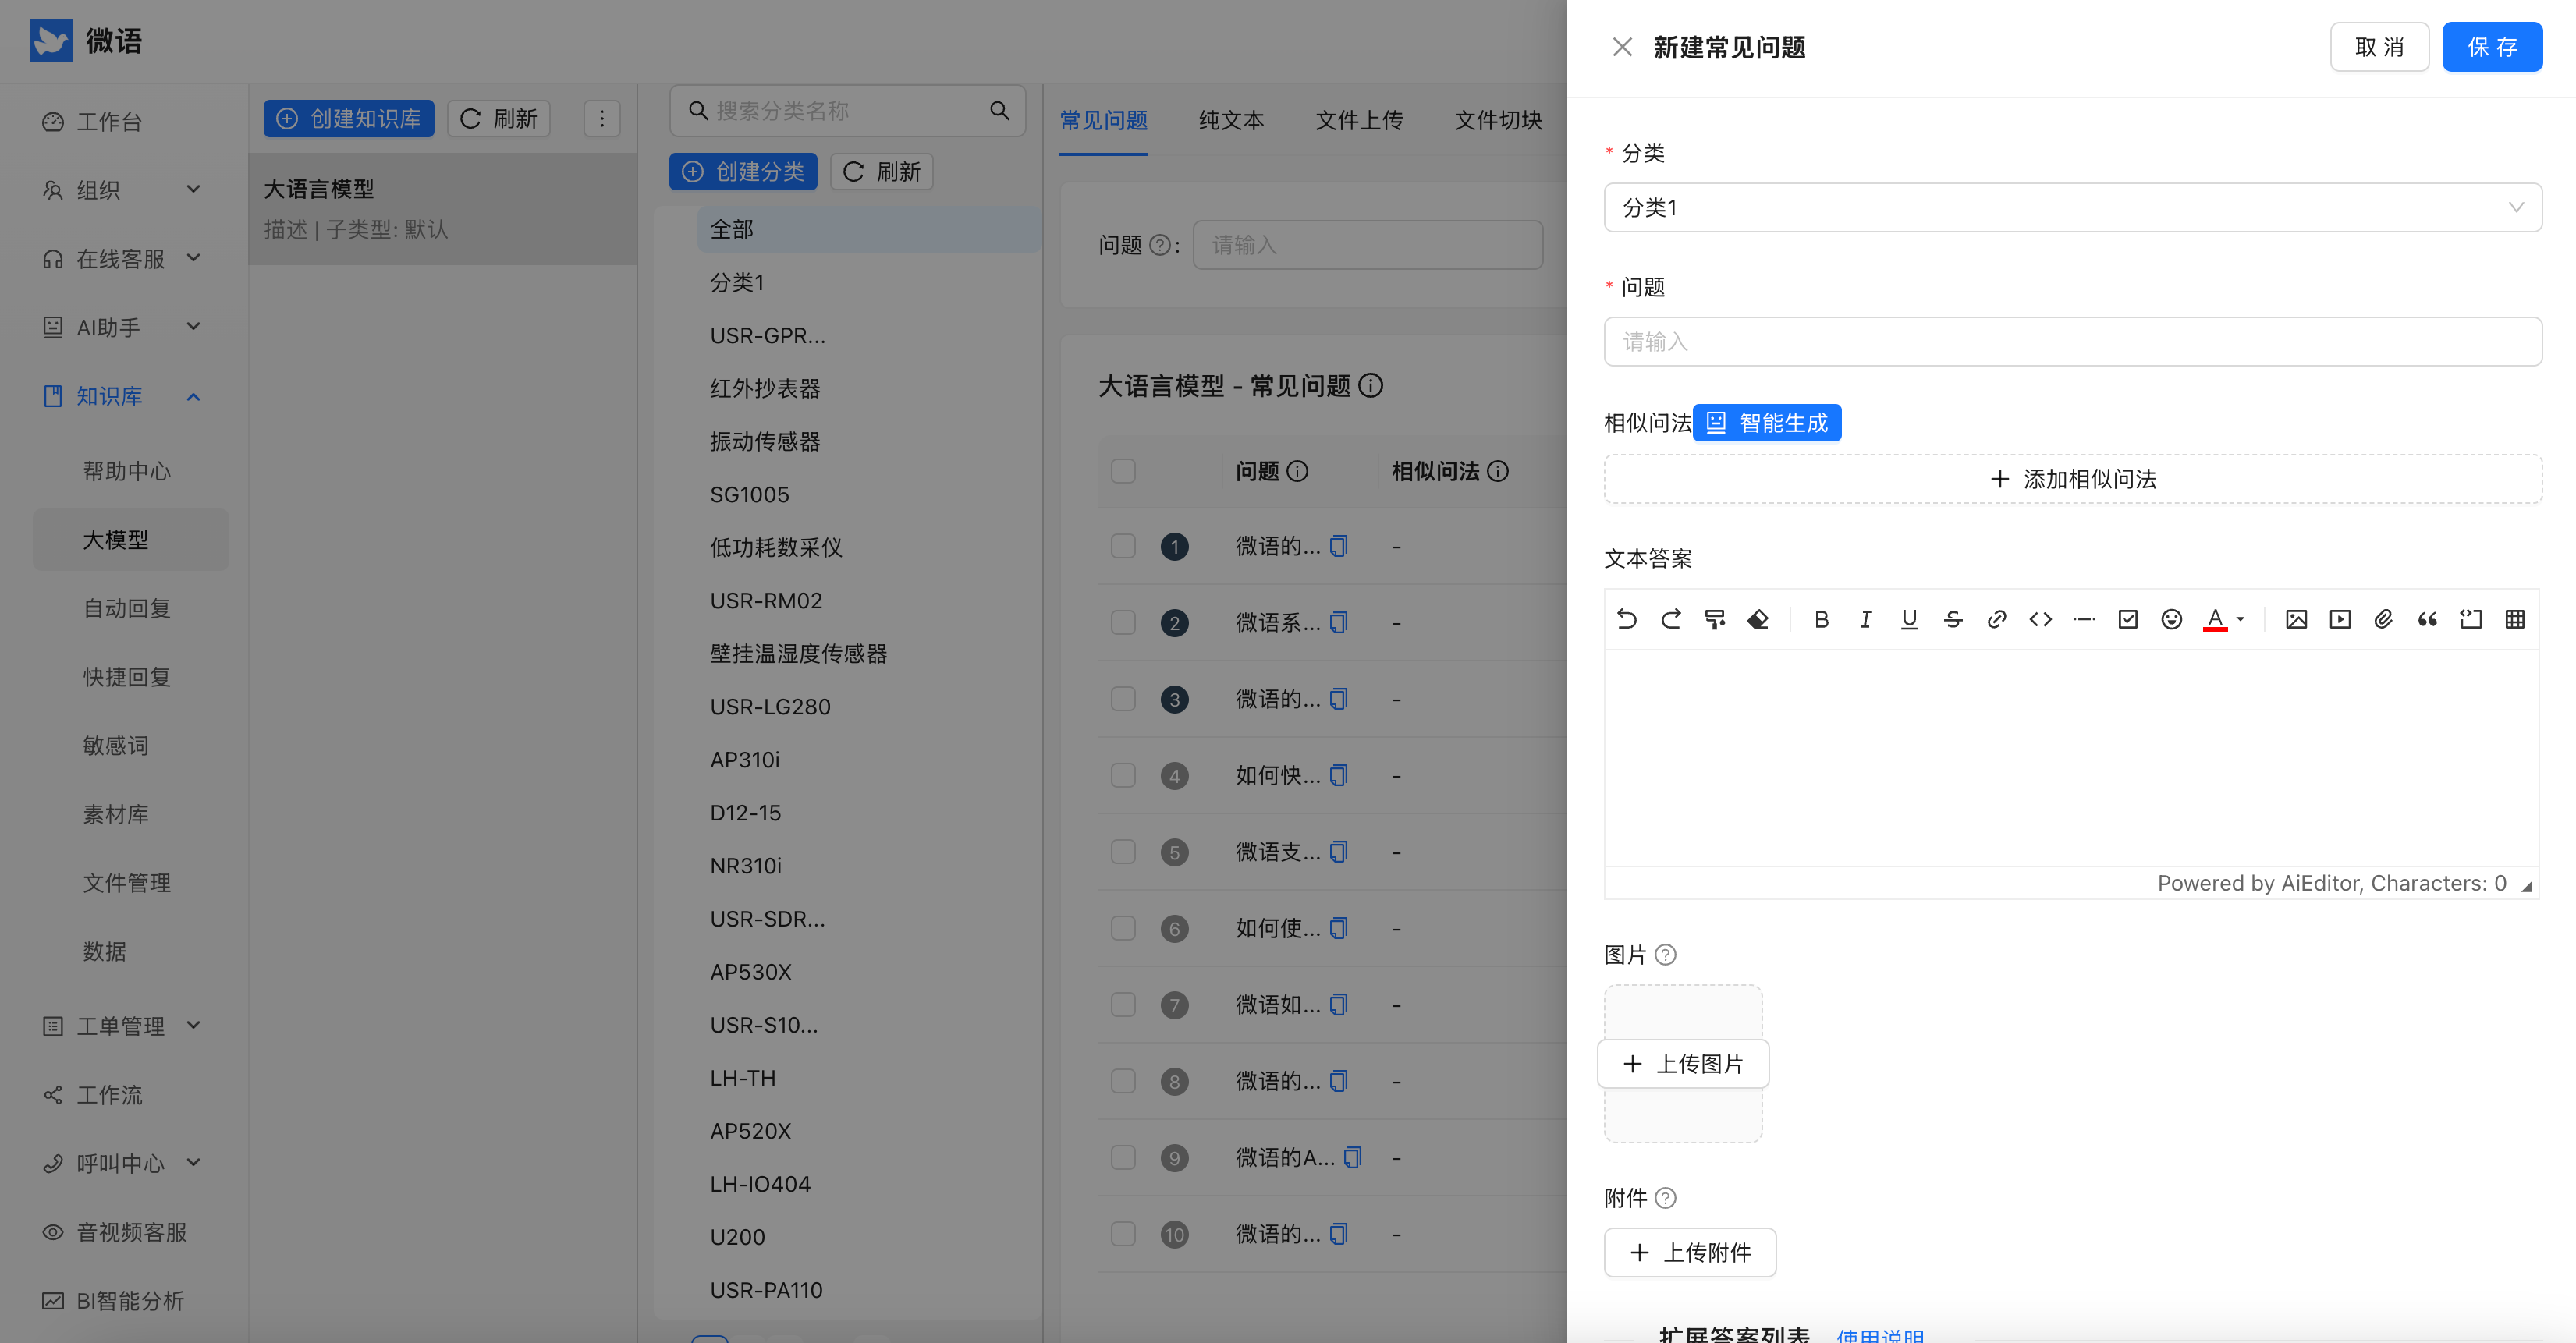 微语
工作台
组织
在线客服
AI助手
知识库
帮助中心
大模型
自动回复
快捷回复
敏感词
素材库
文件管理
数据
工单管理
工作流
呼叫中心
音视频客服
BI智能分析
创建知识库
刷新
大语言模型
描述 | 子类型: 默认
搜索分类名称
创建分类
刷新
全部
分类1
USR-GPR...
红外抄表器
振动传感器
SG1005
低功耗数采仪
USR-RM02
壁挂温湿度传感器
USR-LG280
AP310i
D12-15
NR310i
USR-SDR...
AP530X
USR-S10...
LH-TH
AP520X
LH-IO404
U200
USR-PA110
常见问题 纯文本 文件上传 文件切块
问题 ? : 请输入
大语言模型 - 常见问题
问题 相似问法
1 微语的... -
2 微语系... -
3 微语的... -
4 如何快... -
5 微语支... -
6 如何使... -
7 微语如... -
8 微语的... -
9 微语的A... -
10 微语的... -
新建常见问题
取 消 保 存
* 分类
分类1
* 问题
请输入
相似问法 智能生成
+ 添加相似问法
文本答案
Powered by AiEditor, Characters: 0
图片 ?
+ 上传图片
附件 ?
+ 上传附件
扩展答案列表 使用说明